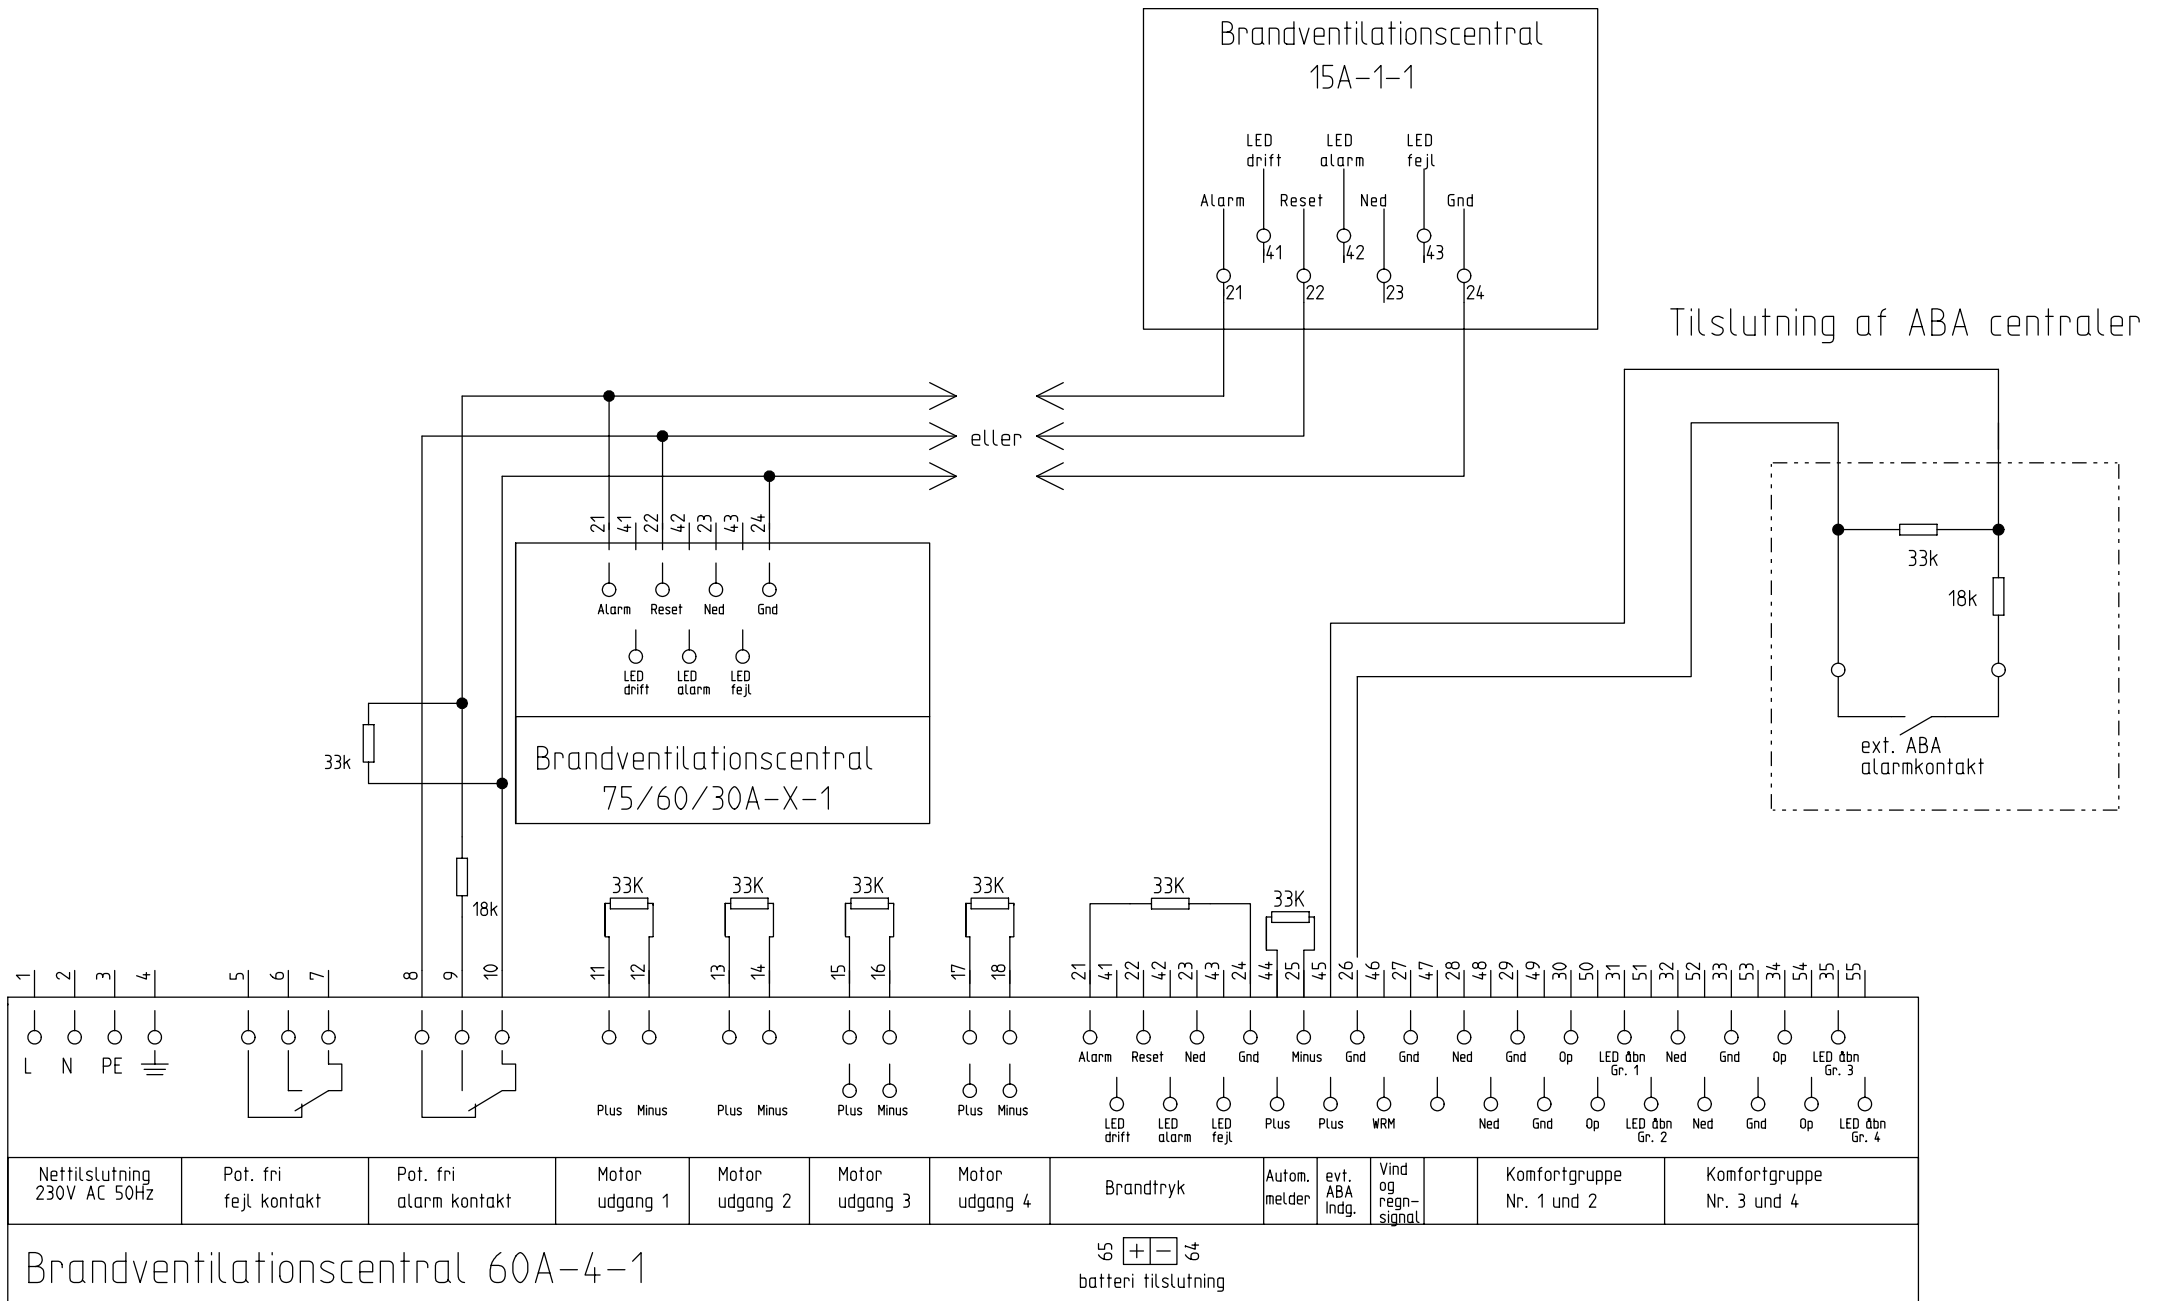 Brandventilationscentral
15A-1-1
LED drift
LED alarm
LED fejl
Alarm
Reset
Ned
Gnd
41
42
43
21
22
23
24
Tilslutning af ABA centraler
eller
21 41 22 42 23 43 24
Alarm Reset Ned Gnd
LED drift
LED alarm
LED fejl
Brandventilationscentral
75/60/30A-X-1
33k
18k
33k
18k
ext. ABA
alarmkontakt
33K
33K
33K
33K
33K
33K
1 2 3 4 5 6 7 8 9 10 11 12 13 14 15 16 17 18 21 41 22 42 23 43 24 44 25 45 26 46 27 47 28 48 29 49 30 50 31 51 32 52 33 53 34 54 35 55
L N PE
Alarm Reset Ned Gnd Minus Gnd Gnd Ned Gnd Op LED åbn Gr. 1 Ned Gnd Op LED åbn Gr. 3
Plus Minus Plus Minus Plus Minus Plus Minus
LED drift LED alarm LED fejl Plus Plus WRM Ned Gnd Op LED åbn Gr. 2 Ned Gnd Op LED åbn Gr. 4
Nettilslutning
230V AC 50Hz
Pot. fri
fejl kontakt
Pot. fri
alarm kontakt
Motor
udgang 1
Motor
udgang 2
Motor
udgang 3
Motor
udgang 4
Brandtryk
Autom.
melder
evt.
ABA
Indg.
Vind
og
regn-
signal
Komfortgruppe
Nr. 1 und 2
Komfortgruppe
Nr. 3 und 4
Brandventilationscentral 60A-4-1
65 + - 64
batteri tilslutning